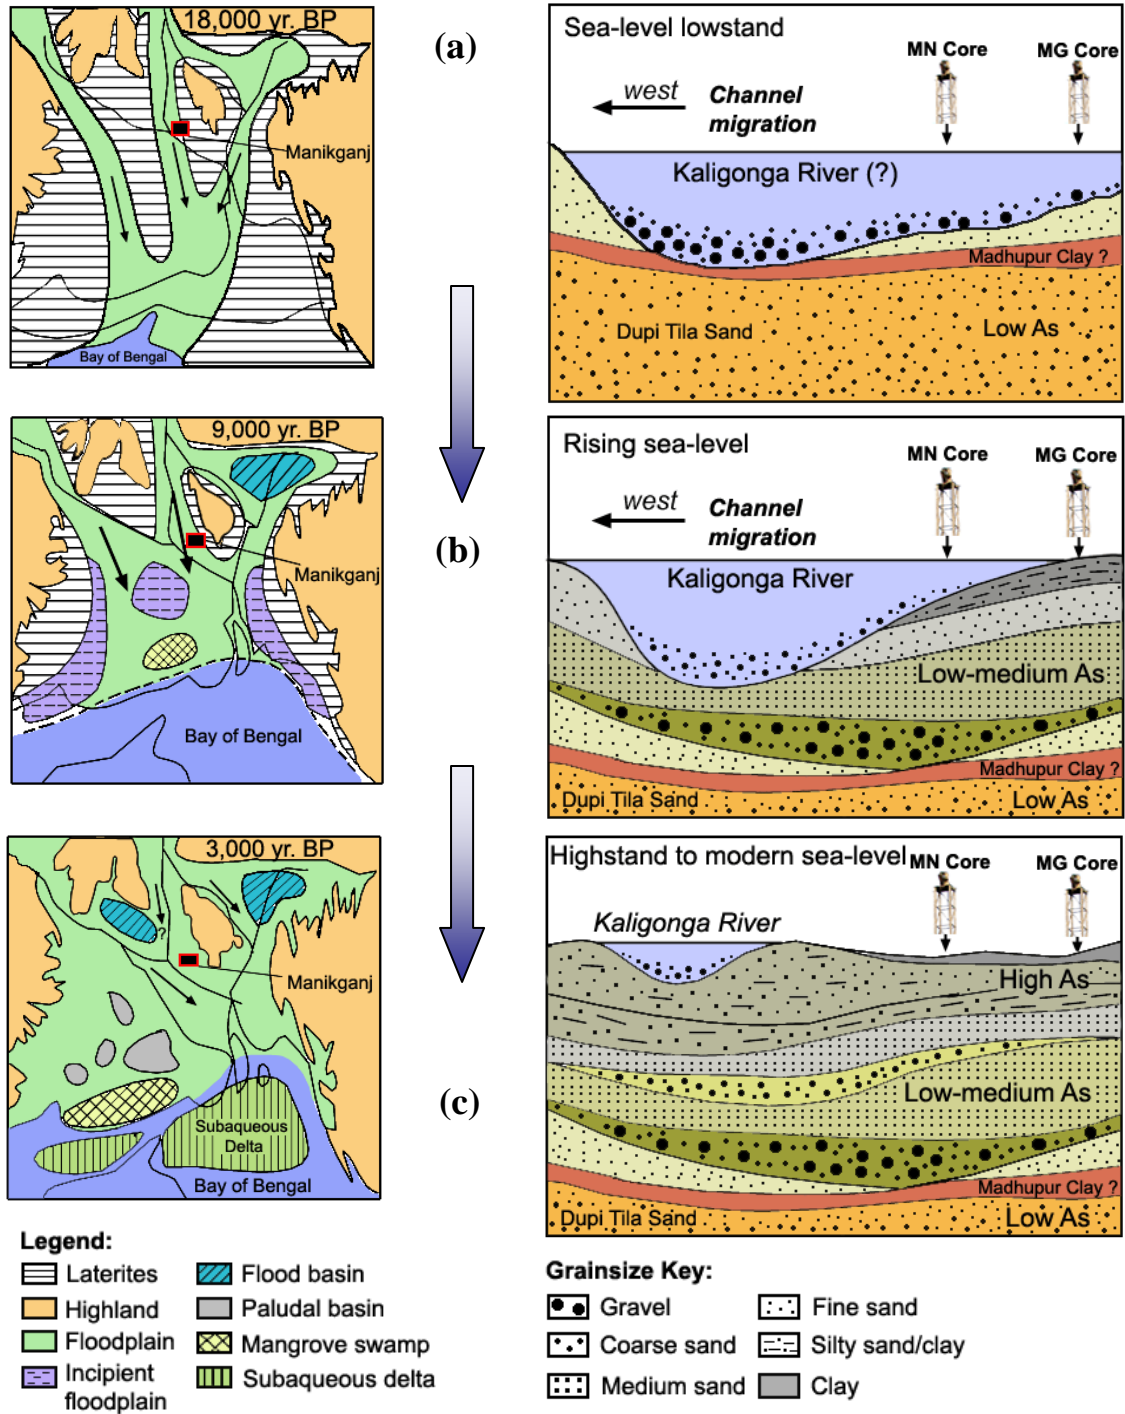 18,000 yr. BP
Manikganj
Bay of Bengal
(a)
Sea-level lowstand
MN Core
MG Core
west
Channel
migration
Kaligonga River (?)
Madhupur Clay ?
Dupi Tila Sand
Low As
9,000 yr. BP
Manikganj
Bay of Bengal
(b)
Rising sea-level
MN Core
MG Core
west
Channel
migration
Kaligonga River
Low-medium As
Madhupur Clay ?
Dupi Tila Sand
Low As
3,000 yr. BP
?
Manikganj
Subaqueous
Delta
Bay of Bengal
(c)
Highstand to modern sea-level
MN Core
MG Core
Kaligonga River
High As
Low-medium As
Madhupur Clay ?
Dupi Tila Sand
Low As
Legend:
Laterites
Highland
Floodplain
Incipient
floodplain
Flood basin
Paludal basin
Mangrove swamp
Subaqueous delta
Grainsize Key:
Gravel
Coarse sand
Medium sand
Fine sand
Silty sand/clay
Clay